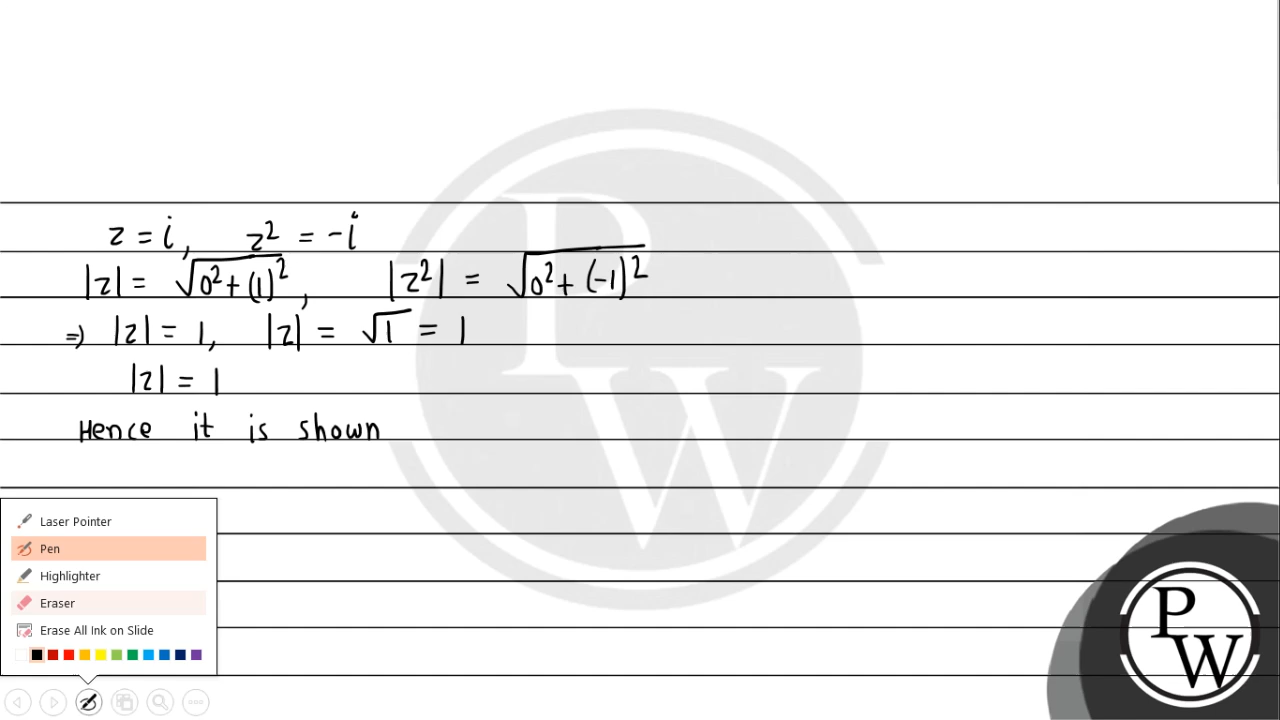 z = i, z² = -i
|z| = √0²+(1)², |z²| = √0²+(-1)²
⇒) |z| = 1, |z| = √1 = 1
|z| = 1
Hence it is shown
Laser Pointer
Pen
Highlighter
Eraser
Erase All Ink on Slide
P
W
P
W